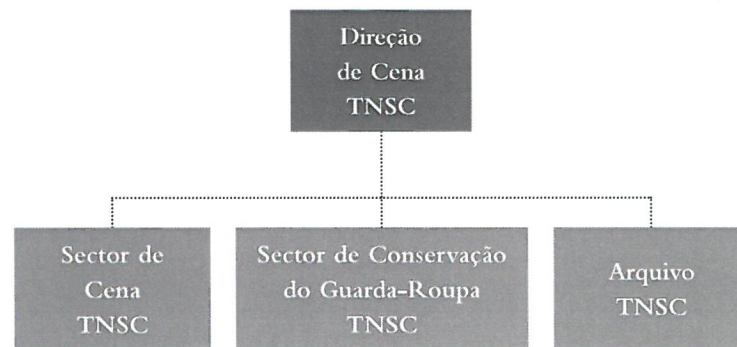 Direção
de Cena
TNSC
Sector de
Cena
TNSC
Sector de Conservação
do Guarda-Roupa
TNSC
Arquivo
TNSC